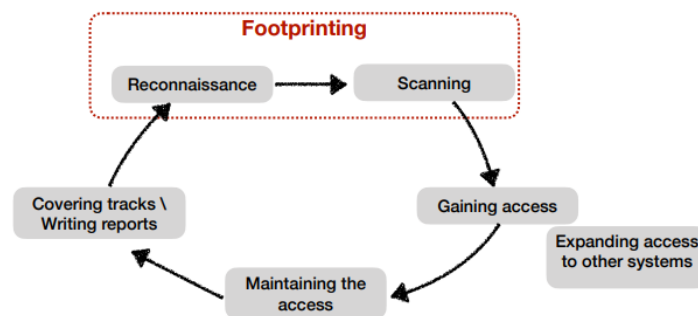 Footprinting
Reconnaissance
Scanning
Gaining access
Expanding access
to other systems
Maintaining the
access
Covering tracks \
Writing reports